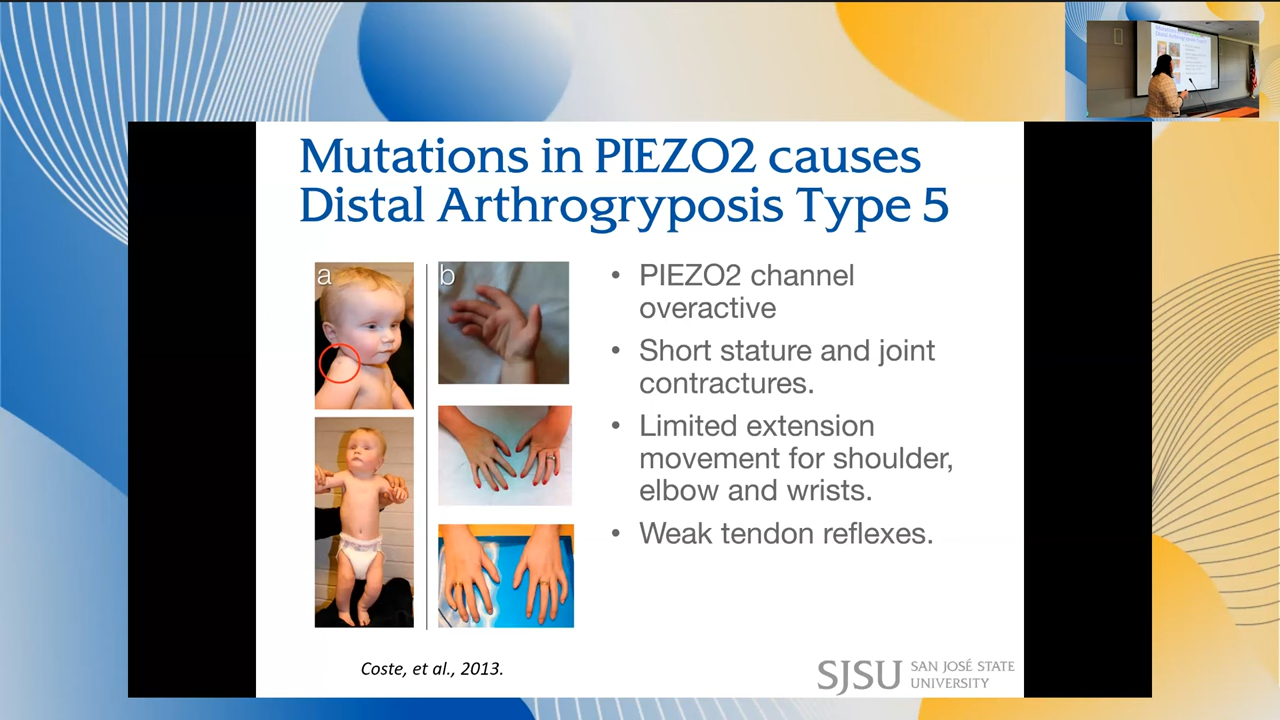 Mutations in PIEZO2 causes
Distal Arthrogryposis Type 5
a
b
• PIEZO2 channel
overactive
• Short stature and joint
contractures.
• Limited extension
movement for shoulder,
elbow and wrists.
• Weak tendon reflexes.
Coste, et al., 2013.
SJSU SAN JOSÉ STATE
UNIVERSITY